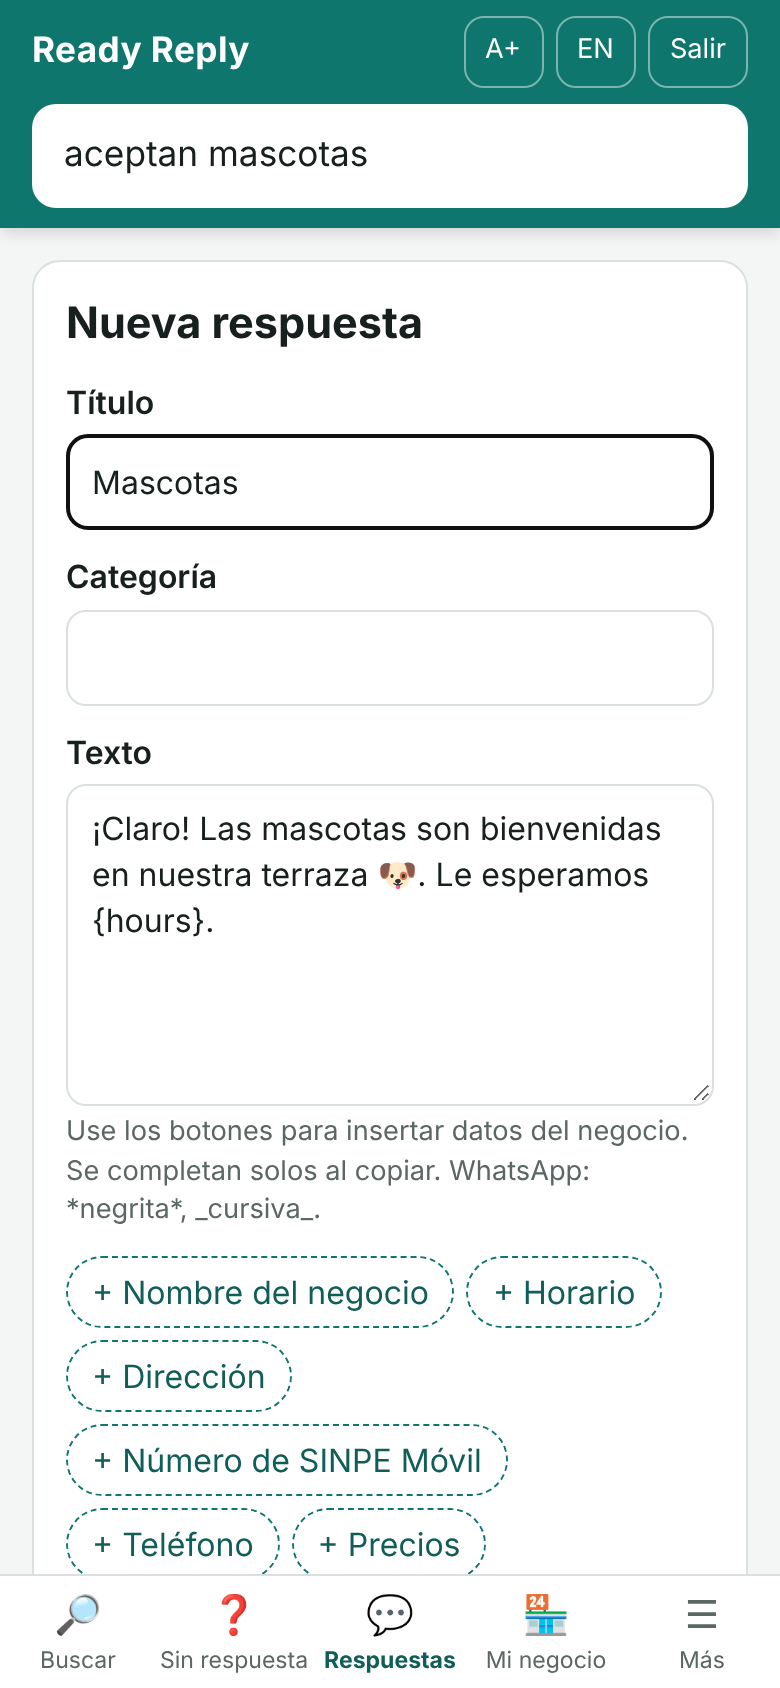 Ready Reply
A+
EN
Salir
aceptan mascotas
Nueva respuesta
Título
Mascotas
Categoría
Texto
¡Claro! Las mascotas son bienvenidas
en nuestra terraza 🐶. Le esperamos
{hours}.
Use los botones para insertar datos del negocio.
Se completan solos al copiar. WhatsApp:
*negrita*, _cursiva_.
+ Nombre del negocio
+ Horario
+ Dirección
+ Número de SINPE Móvil
+ Teléfono
+ Precios
24
Buscar
Sin respuesta
Respuestas
Mi negocio
Más